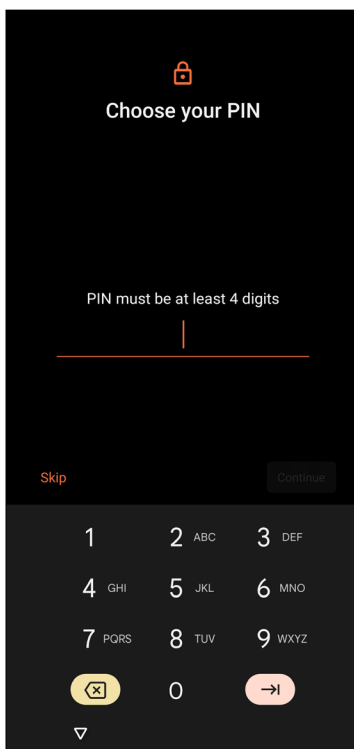 Choose your PIN
PIN must be at least 4 digits
Skip Continue
1 2 ABC 3 DEF
4 GHI 5 JKL 6 MNO
7 PQRS 8 TUV 9 WXYZ
0